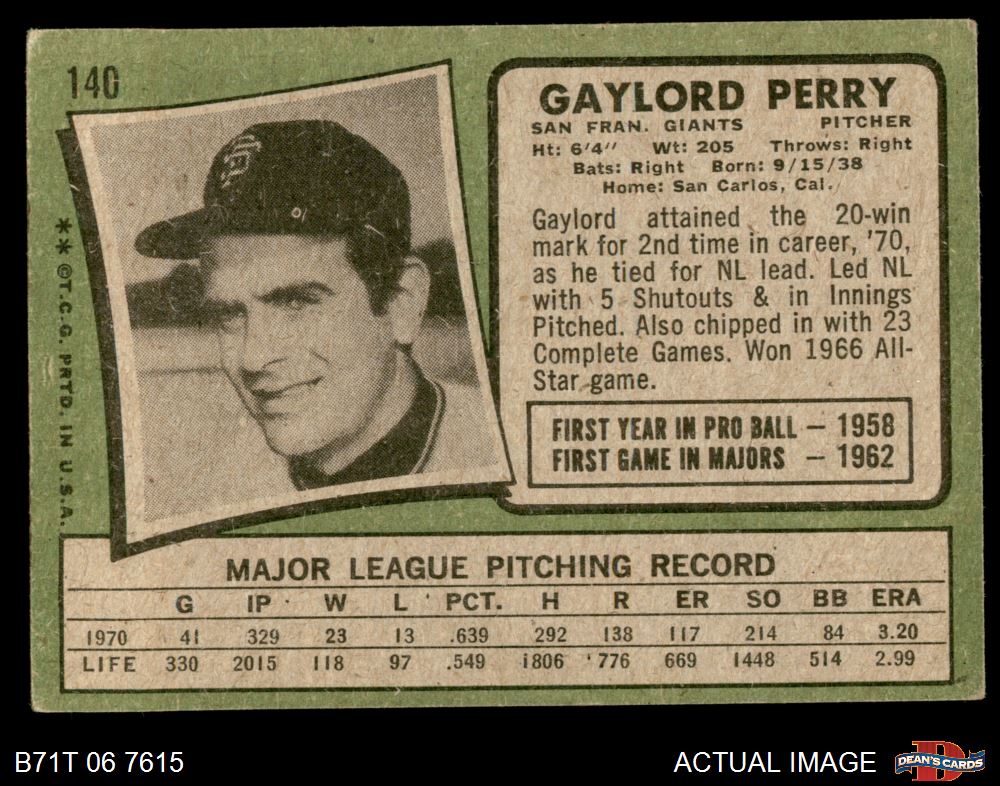 140
GAYLORD PERRY
SAN FRAN. GIANTS PITCHER
Ht: 6'4" Wt: 205 Throws: Right
Bats: Right Born: 9/15/38
Home: San Carlos, Cal.
Gaylord attained the 20-win
mark for 2nd time in career, '70,
as he tied for NL lead. Led NL
with 5 Shutouts & in Innings
Pitched. Also chipped in with 23
Complete Games. Won 1966 All-
Star game.
FIRST YEAR IN PRO BALL — 1958
FIRST GAME IN MAJORS — 1962
SF
** ©T.C.G. PRTD. IN U.S.A.
MAJOR LEAGUE PITCHING RECORD
G IP W L PCT. H R ER SO BB ERA
1970 41 329 23 13 .639 292 138 117 214 84 3.20
LIFE 330 2015 118 97 .549 1806 776 669 1448 514 2.99
B71T 06 7615
ACTUAL IMAGE
D
DEAN'S CARDS